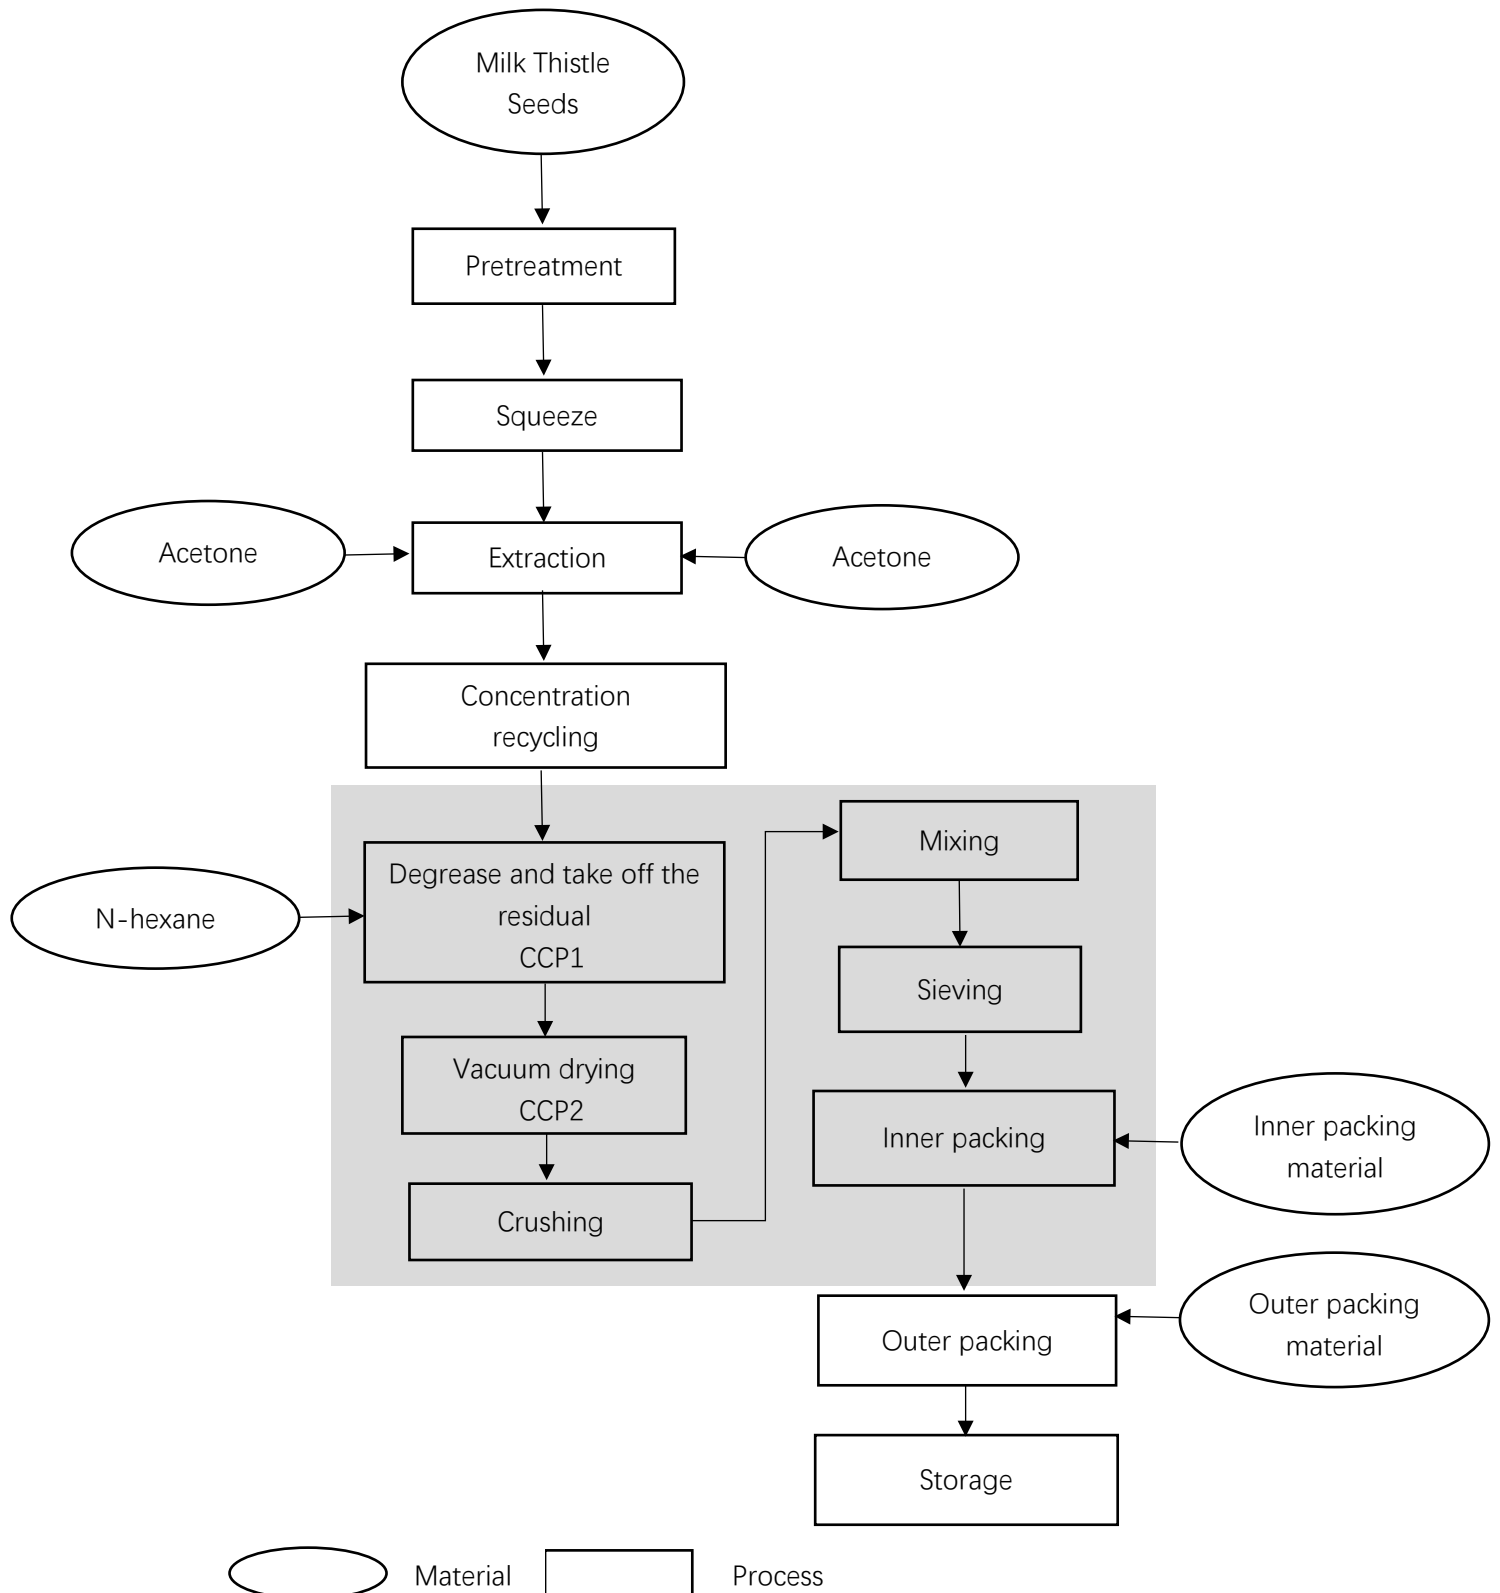 Milk Thistle
Seeds
Pretreatment
Squeeze
Acetone
Extraction
Acetone
Concentration
recycling
N-hexane
Degrease and take off the
residual
CCP1
Vacuum drying
CCP2
Crushing
Mixing
Sieving
Inner packing
Inner packing
material
Outer packing
Outer packing
material
Storage
Material
Process